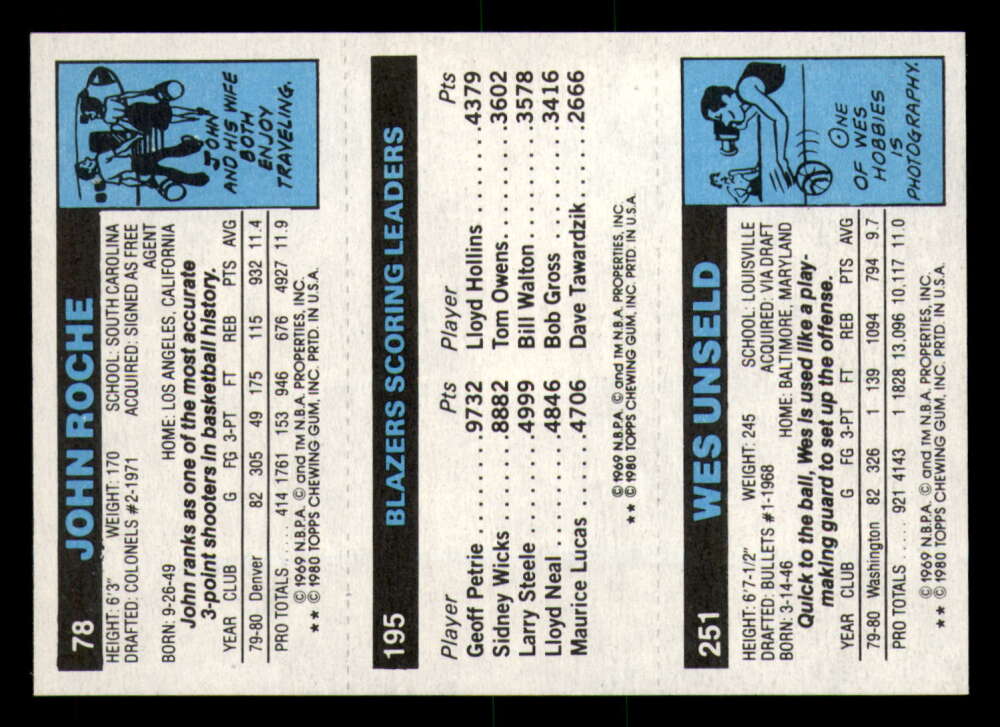 78 JOHN ROCHE
HEIGHT: 6'3" WEIGHT: 170 SCHOOL: SOUTH CAROLINA
DRAFTED: COLONELS #2-1971 ACQUIRED: SIGNED AS FREE
AGENT
BORN: 9-26-49 HOME: LOS ANGELES, CALIFORNIA
John ranks as one of the most accurate
3-point shooters in basketball history.
YEAR CLUB G FG 3-PT FT REB PTS AVG
79-80 Denver 82 305 49 175 115 932 11.4
PRO TOTALS ..... 414 1761 153 946 676 4927 11.9
© 1969 N.B.P.A. © and TM N.B.A. PROPERTIES, INC.
★★ © 1980 TOPPS CHEWING GUM, INC. PRTD. IN U.S.A.
JOHN
AND HIS WIFE
BOTH
ENJOY
TRAVELING.
195 BLAZERS SCORING LEADERS
Player Pts Player Pts
Geoff Petrie ......9732 Lloyd Hollins ......4379
Sidney Wicks ......8882 Tom Owens......3602
Larry Steele ......4999 Bill Walton......3578
Lloyd Neal ......4846 Bob Gross ......3416
Maurice Lucas ....4706 Dave Tawardzik ...2666
© 1969 N.B.P.A. © and TM N.B.A. PROPERTIES, INC.
★★ © 1980 TOPPS CHEWING GUM, INC. PRTD. IN U.S.A.
251 WES UNSELD
HEIGHT: 6'7-1/2" WEIGHT: 245 SCHOOL: LOUISVILLE
DRAFTED: BULLETS #1-1968 ACQUIRED: VIA DRAFT
BORN: 3-14-46 HOME: BALTIMORE, MARYLAND
Quick to the ball, Wes is used like a play-
making guard to set up the offense.
YEAR CLUB G FG 3-PT FT REB PTS AVG
79-80 Washington 82 326 1 139 1094 794 9.7
PRO TOTALS ..... 921 4143 1 1828 13,096 10,117 11.0
© 1969 N.B.P.A. © and TM N.B.A. PROPERTIES, INC.
★★ © 1980 TOPPS CHEWING GUM, INC. PRTD. IN U.S.A.
ONE
OF WES
HOBBIES
IS
PHOTOGRAPHY.